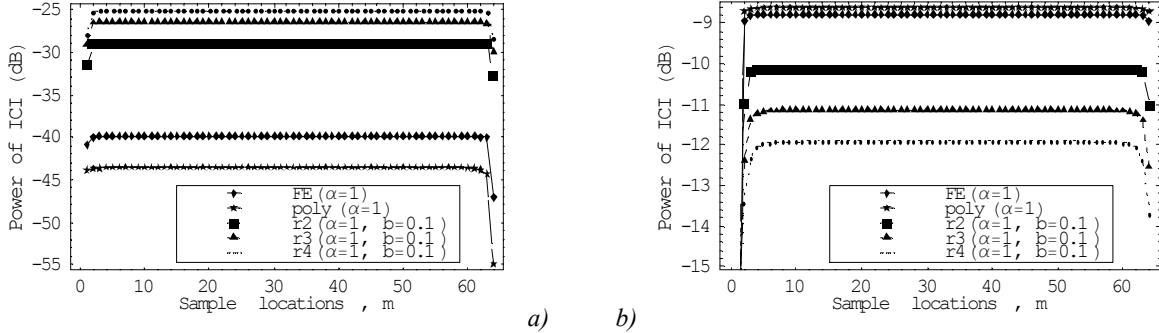 Power of ICI (dB)
−25
−30
−35
−40
−45
−50
−55
FE (α=1)
poly (α=1)
r2 (α=1, b=0.1)
r3 (α=1, b=0.1)
r4 (α=1, b=0.1)
0 10 20 30 40 50 60
Sample locations , m
a)
Power of ICI (dB)
−9
−10
−11
−12
−13
−14
−15
FE (α=1)
poly (α=1)
r2 (α=1, b=0.1)
r3 (α=1, b=0.1)
r4 (α=1, b=0.1)
0 10 20 30 40 50 60
Sample locations , m
b)